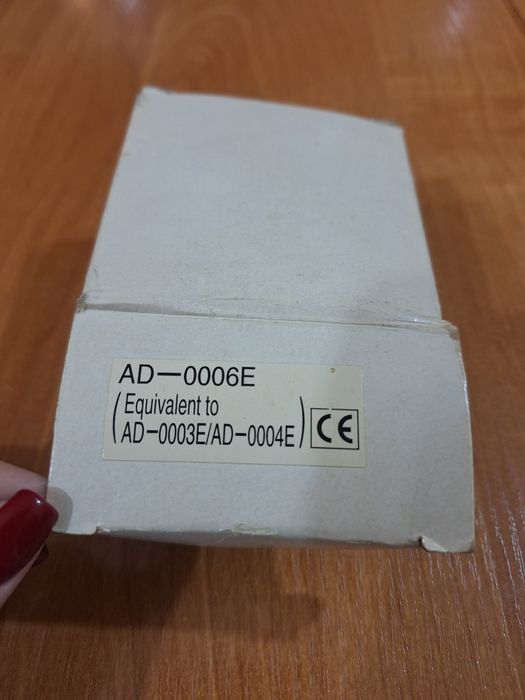 AD-0006E
(Equivalent to
AD-0003E/AD-0004E) CE